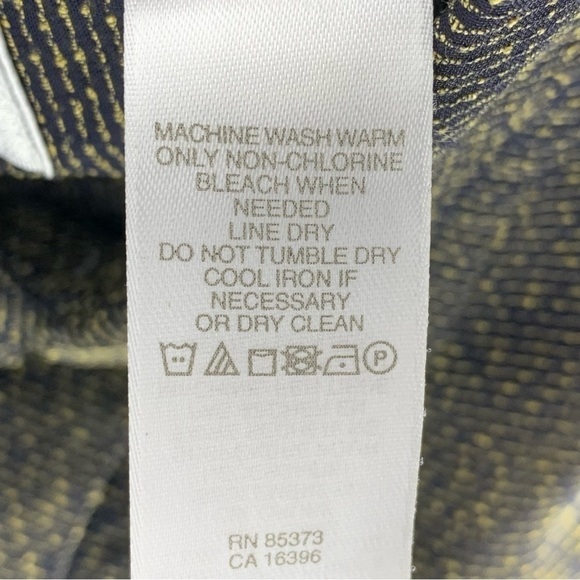 MACHINE WASH WARM
ONLY NON-CHLORINE
BLEACH WHEN
NEEDED
LINE DRY
DO NOT TUMBLE DRY
COOL IRON IF
NECESSARY
OR DRY CLEAN
P
RN 85373
CA 16396